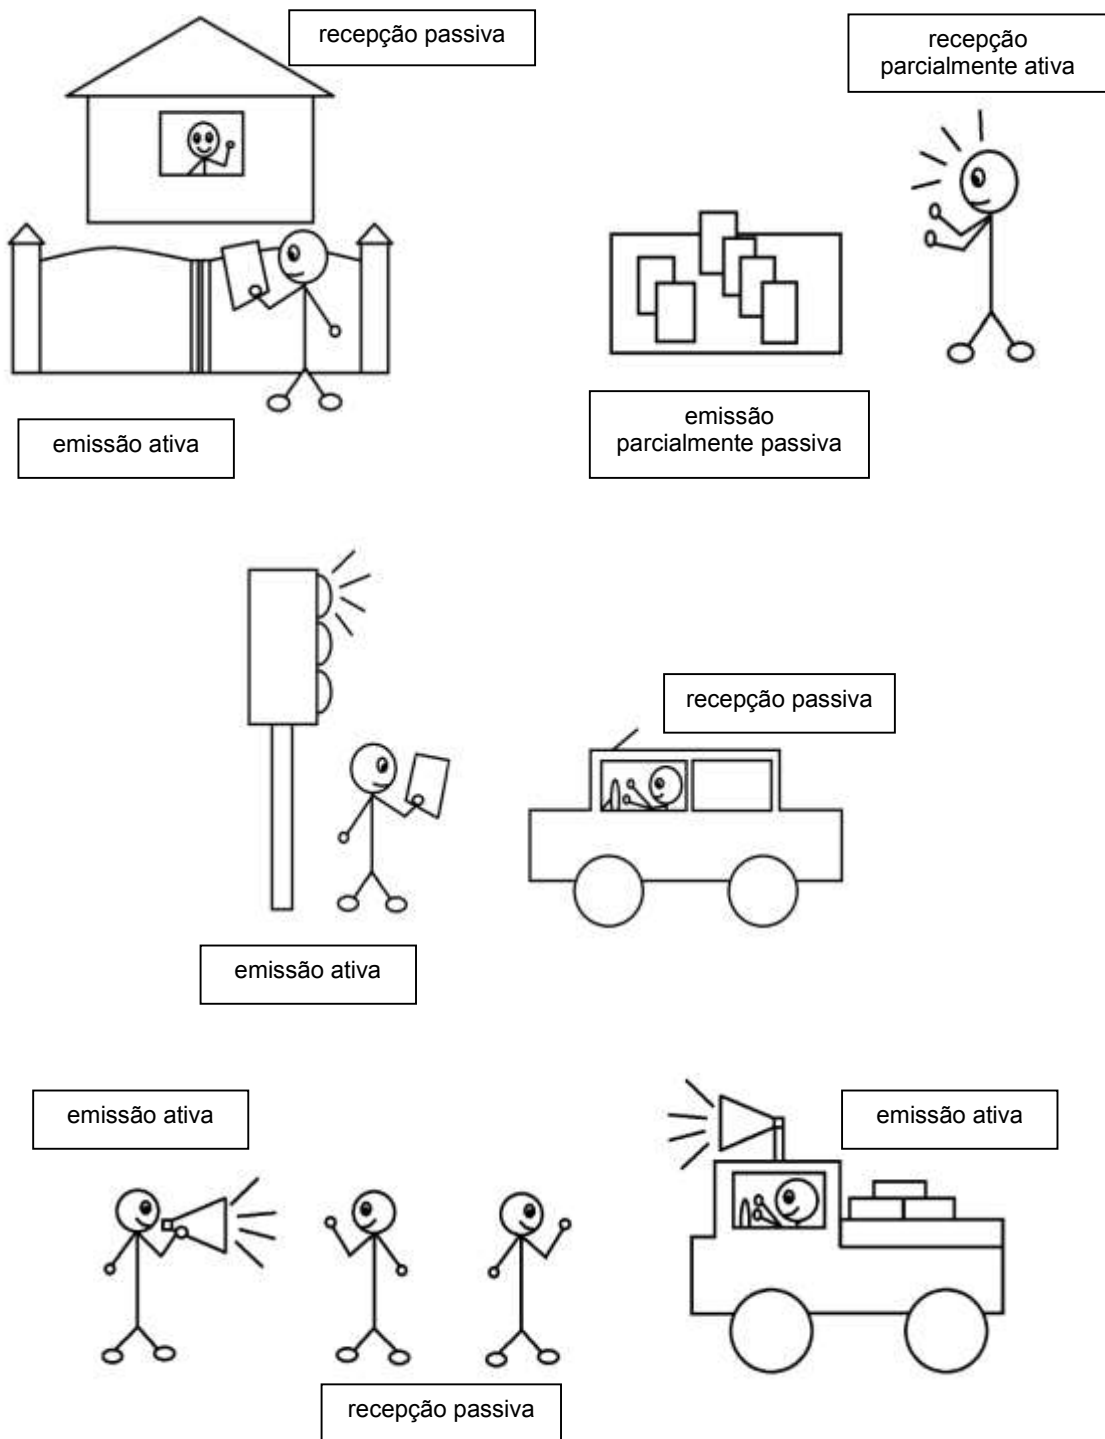 recepção passiva
recepção
parcialmente ativa
emissão ativa
emissão
parcialmente passiva
recepção passiva
emissão ativa
emissão ativa
emissão ativa
recepção passiva